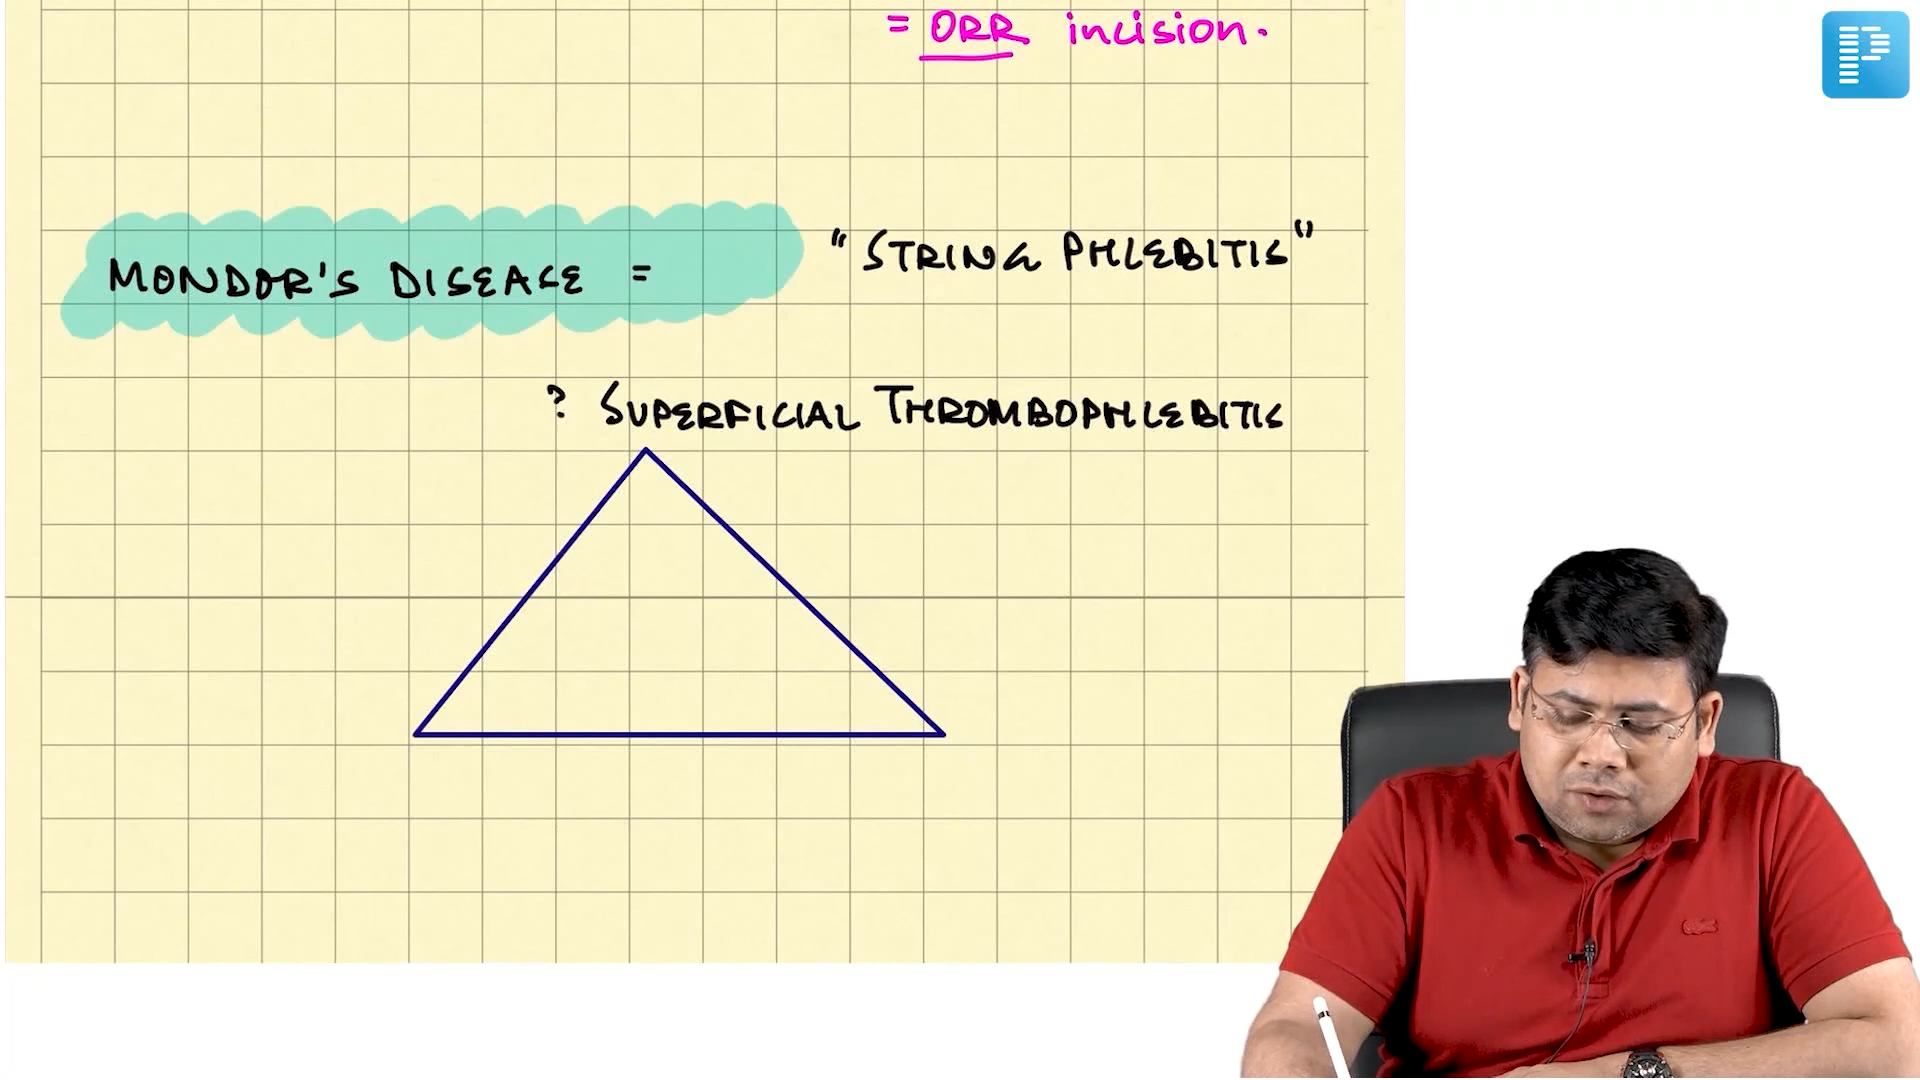 = ORR incision.
MONDOR'S DISEASE = "STRING PHLEBITIS"
? SUPERFICIAL THROMBOPHLEBITIS